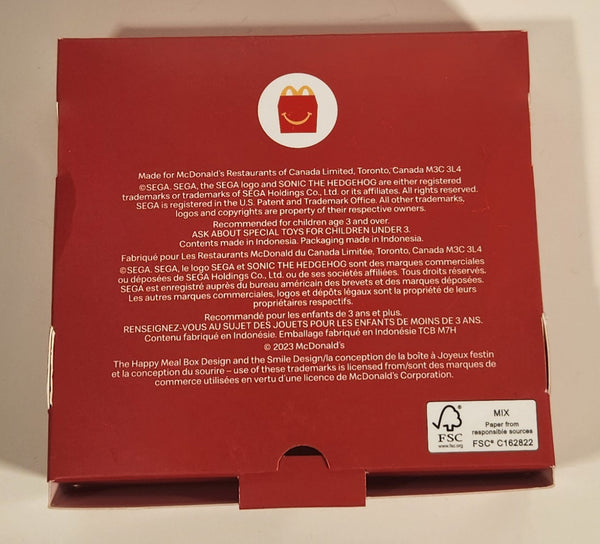 Made for McDonald's Restaurants of Canada Limited, Toronto, Canada M3C 3L4
©SEGA. SEGA, the SEGA logo and SONIC THE HEDGEHOG are either registered
trademarks or trademarks of SEGA Holdings Co., Ltd. or its affiliates. All rights reserved.
SEGA is registered in the U.S. Patent and Trademark Office. All other trademarks,
logos and copyrights are property of their respective owners.
Recommended for children age 3 and over.
ASK ABOUT SPECIAL TOYS FOR CHILDREN UNDER 3.
Contents made in Indonesia. Packaging made in Indonesia.
Fabriqué pour Les Restaurants McDonald du Canada Limitée, Toronto, Canada M3C 3L4
©SEGA. SEGA, le logo SEGA et SONIC THE HEDGEHOG sont des marques commerciales
ou déposées de SEGA Holdings Co., Ltd. ou de ses sociétés affiliées. Tous droits réservés.
SEGA est enregistré auprès du bureau américain des brevets et des marques déposées.
Les autres marques commerciales, logos et dépôts légaux sont la propriété de leurs
propriétaires respectifs.
Recommandé pour les enfants de 3 ans et plus.
RENSEIGNEZ-VOUS AU SUJET DES JOUETS POUR LES ENFANTS DE MOINS DE 3 ANS.
Contenu fabriqué en Indonésie. Emballage fabriqué en Indonésie TCB M7H
© 2023 McDonald's
The Happy Meal Box Design and the Smile Design/la conception de la boîte à Joyeux festin
et la conception du sourire – use of these trademarks is licensed from/sont des marques de
commerce utilisées en vertu d'une licence de McDonald's Corporation.
FSC
www.fsc.org
MIX
Paper from
responsible sources
FSC® C162822